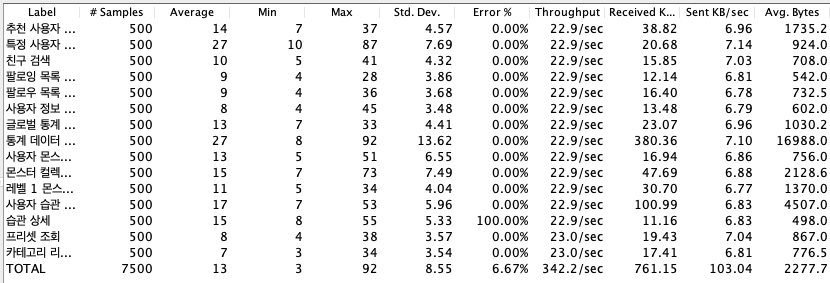 Label # Samples Average Min Max Std. Dev. Error % Throughput Received K... Sent KB/sec Avg. Bytes
추천 사용자 ... 500 14 7 37 4.57 0.00% 22.9/sec 38.82 6.96 1735.2
특정 사용자 ... 500 27 10 87 7.69 0.00% 22.9/sec 20.68 7.14 924.0
친구 검색 500 10 5 41 4.32 0.00% 22.9/sec 15.85 7.03 708.0
팔로잉 목록 ... 500 9 4 28 3.86 0.00% 22.9/sec 12.14 6.81 542.0
팔로우 목록 ... 500 9 4 36 3.68 0.00% 22.9/sec 16.40 6.78 732.5
사용자 정보 ... 500 8 4 45 3.48 0.00% 22.9/sec 13.48 6.79 602.0
글로벌 통계 ... 500 13 7 33 4.41 0.00% 22.9/sec 23.07 6.96 1030.2
통계 데이터 ... 500 27 8 92 13.62 0.00% 22.9/sec 380.36 7.10 16988.0
사용자 몬스... 500 13 5 51 6.55 0.00% 22.9/sec 16.94 6.86 756.0
몬스터 컬렉... 500 15 7 73 7.49 0.00% 22.9/sec 47.69 6.88 2128.6
레벨 1 몬스... 500 11 5 34 4.04 0.00% 22.9/sec 30.70 6.77 1370.0
사용자 습관 ... 500 17 7 53 5.96 0.00% 22.9/sec 100.99 6.83 4507.0
습관 상세 500 15 8 55 5.33 100.00% 22.9/sec 11.16 6.83 498.0
프리셋 조회 500 8 4 38 3.57 0.00% 23.0/sec 19.43 7.04 867.0
카테고리 리... 500 7 3 34 3.54 0.00% 23.0/sec 17.41 6.81 776.5
TOTAL 7500 13 3 92 8.55 6.67% 342.2/sec 761.15 103.04 2277.7